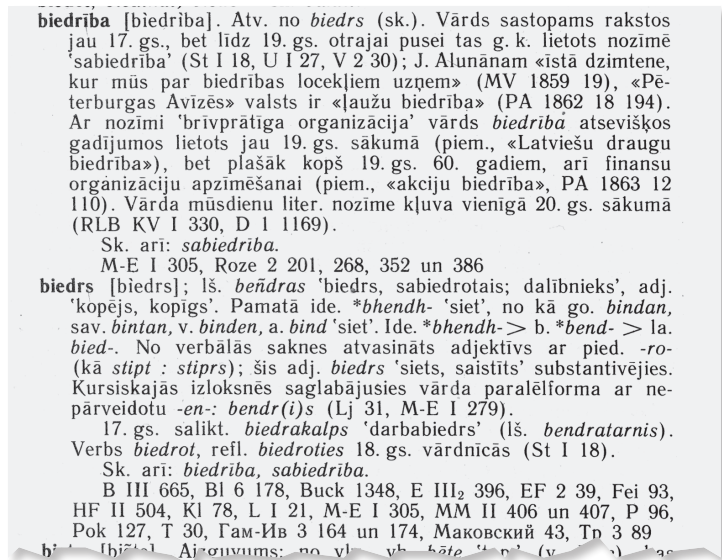 biedrība [biedrība]. Atv. no biedrs (sk.). Vārds sastopams rakstos
jau 17. gs., bet līdz 19. gs. otrajai pusei tas g. k. lietots nozīmē
‛sabiedrība’ (St I 18, U I 27, V 2 30); J. Alunānam «īstā dzimtene,
kur mūs par biedrības locekļiem uzņem» (MV 1859 19), «Pē-
terburgas Avīzēs» valsts ir «ļaužu biedrība» (PA 1862 18 194).
Ar nozīmi ‛brīvprātīga organizācija’ vārds biedrība atsevišķos
gadījumos lietots jau 19. gs. sākumā (piem., «Latviešu draugu
biedrība»), bet plašāk kopš 19. gs. 60. gadiem, arī finansu
organizāciju apzīmēšanai (piem., «akciju biedrība», PA 1863 12
110). Vārda mūsdienu liter. nozīme kļuva vienīgā 20. gs. sākumā
(RLB KV I 330, D 1 1169).
Sk. arī: sabiedrība.
M-E I 305, Roze 2 201, 268, 352 un 386
biedrs [biedrs]; lš. beñdras ‛biedrs, sabiedrotais; dalībnieks’, adj.
‛kopējs, kopīgs’. Pamatā ide. *bhendh- ‛siet’, no kā go. bindan,
sav. bintan, v. binden, a. bind ‛siet’. Ide. *bhendh- > b. *bend- > la.
bied-. No verbālās saknes atvasināts adjektīvs ar pied. -ro-
(kā stipt : stiprs); šis adj. biedrs ‛siets, saistīts’ substantivējies.
Kursiskajās izloksnēs saglabājusies vārda paralēlforma ar ne-
pārveidotu -en-: bendr(i)s (Lj 31, M-E I 279).
17. gs. salikt. biedrakalps ‛darbabiedrs’ (lš. bendratarnis).
Verbs biedrot, refl. biedroties 18. gs. vārdnīcās (St I 18).
Sk. arī: biedrība, sabiedrība.
B III 665, Bl 6 178, Buck 1348, E III₂ 396, EF 2 39, Fei 93,
HF II 504, Kl 78, L I 21, M-E I 305, MM II 406 un 407, P 96,
Pok 127, T 30, Гам-Ив 3 164 un 174, Маковский 43, Тр 3 89